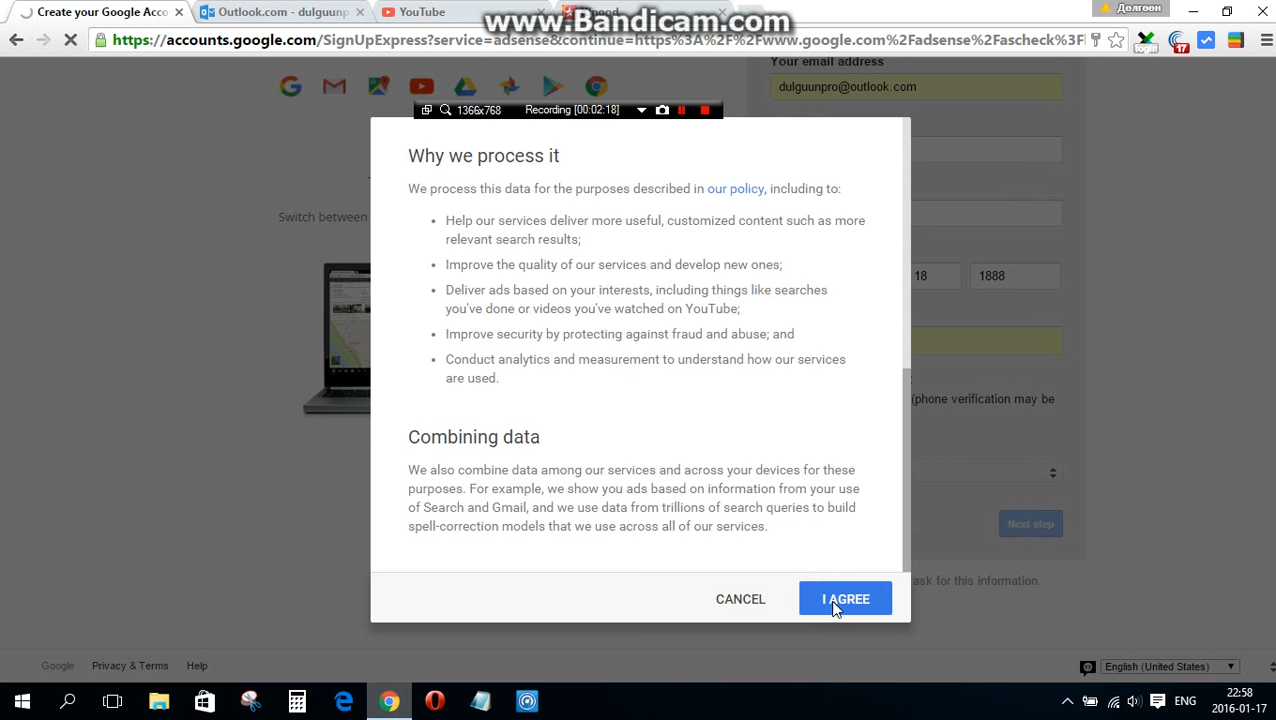 Create your Google Acco
Outlook.com - dulguunpro
YouTube
www.Bandicam.com
Долгоон
https://accounts.google.com/SignUpExpress?service=adsense&continue=https%3A%2F%2Fwww.google.com%2Fadsense%2Fascheck%3F
login
17
Your email address
dulguunpro@outlook.com
1366x768
Recording [00:02:18]
Why we process it
We process this data for the purposes described in our policy, including to:
Switch between
• Help our services deliver more useful, customized content such as more
relevant search results;
• Improve the quality of our services and develop new ones;
18
1888
• Deliver ads based on your interests, including things like searches
you've done or videos you've watched on YouTube;
• Improve security by protecting against fraud and abuse; and
• Conduct analytics and measurement to understand how our services
are used.
(phone verification may be
Combining data
We also combine data among our services and across your devices for these
purposes. For example, we show you ads based on information from your use
of Search and Gmail, and we use data from trillions of search queries to build
spell-correction models that we use across all of our services.
Next step
ask for this information.
CANCEL
I AGREE
Google
Privacy & Terms
Help
English (United States)
ENG
22:58
2016-01-17